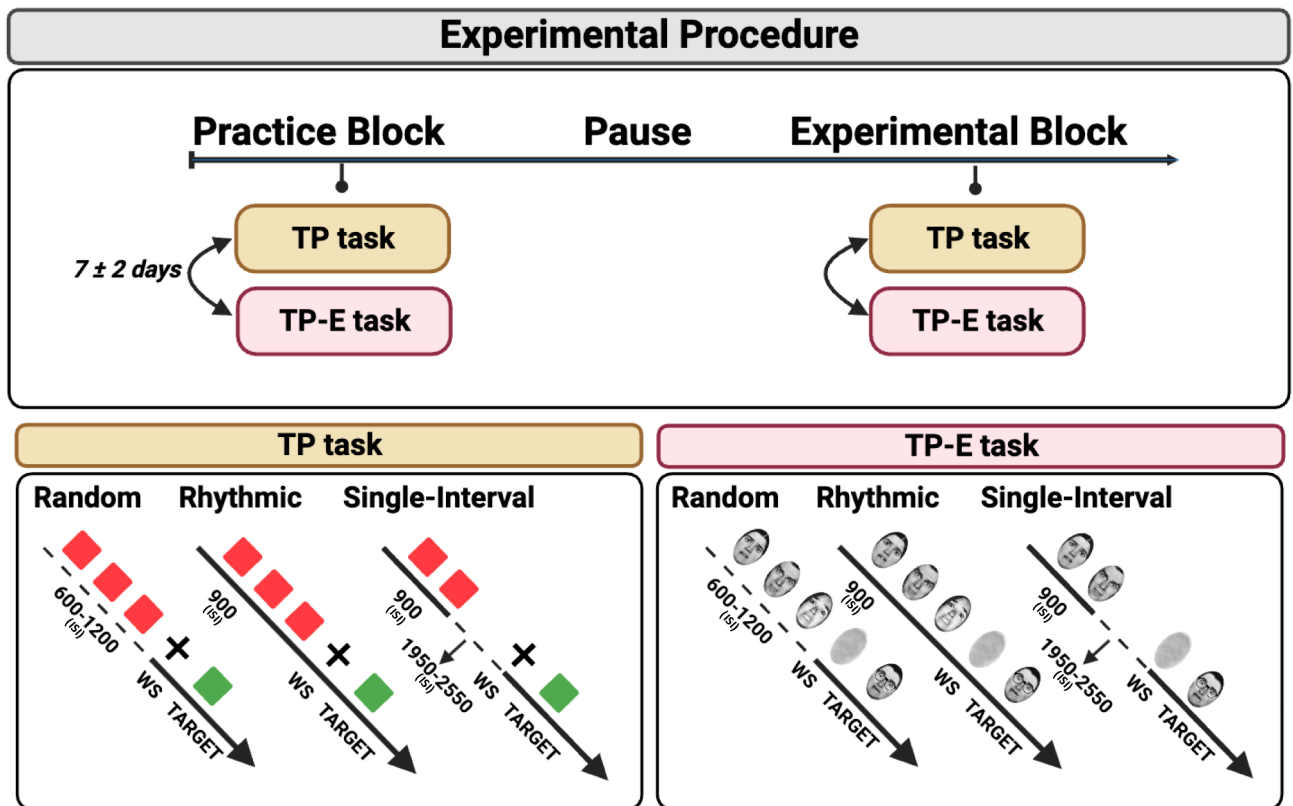 Experimental Procedure
Practice Block
Pause
Experimental Block
TP task
7 ± 2 days
TP-E task
TP task
TP-E task
TP task
Random
Rhythmic
Single-Interval
600-1200
(ISI)
WS
TARGET
900
(ISI)
WS
TARGET
900
(ISI)
1950-2550
(ISI)
WS
TARGET
TP-E task
Random
Rhythmic
Single-Interval
600-1200
(ISI)
WS
TARGET
900
(ISI)
WS
TARGET
900
(ISI)
1950-2550
(ISI)
WS
TARGET